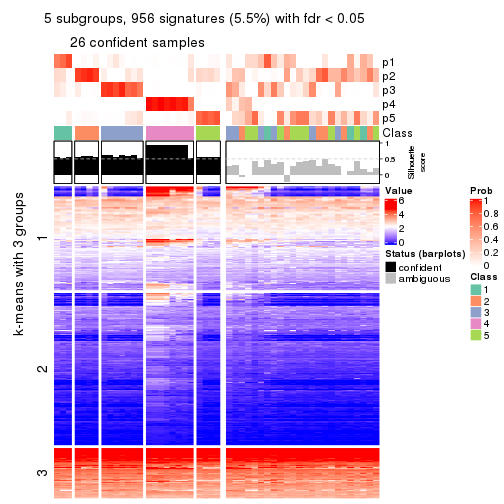 5 subgroups, 956 signatures (5.5%) with fdr < 0.05
26 confident samples
p1
p2
p3
p4
p5
Class
1
0.5
0
Silhouette
score
k-means with 3 groups
1
2
3
Value
6
4
2
0
Status (barplots)
confident
ambiguous
Prob
1
0.8
0.6
0.4
0.2
0
Class
1
2
3
4
5